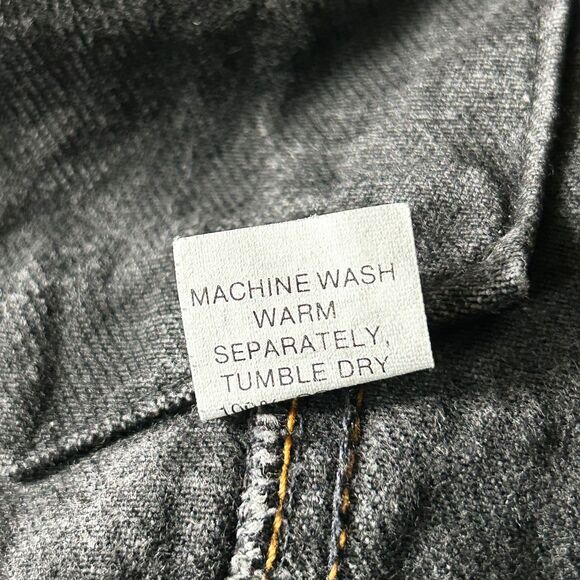 MACHINE WASH
WARM
SEPARATELY,
TUMBLE DRY